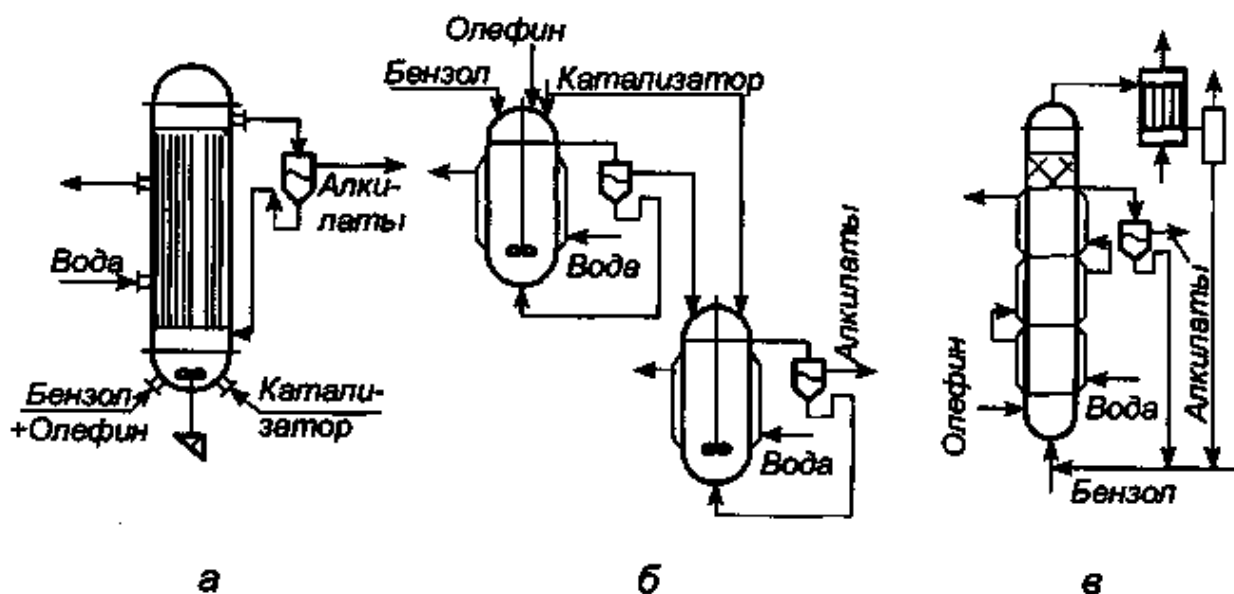 Олефин
Бензол
Катализатор
Алки-
латы
Вода
Бензол
+Олефин
Катали-
затор
Вода
Алкилаты
Вода
Алкилаты
Олефин
Вода
Бензол
а
б
в